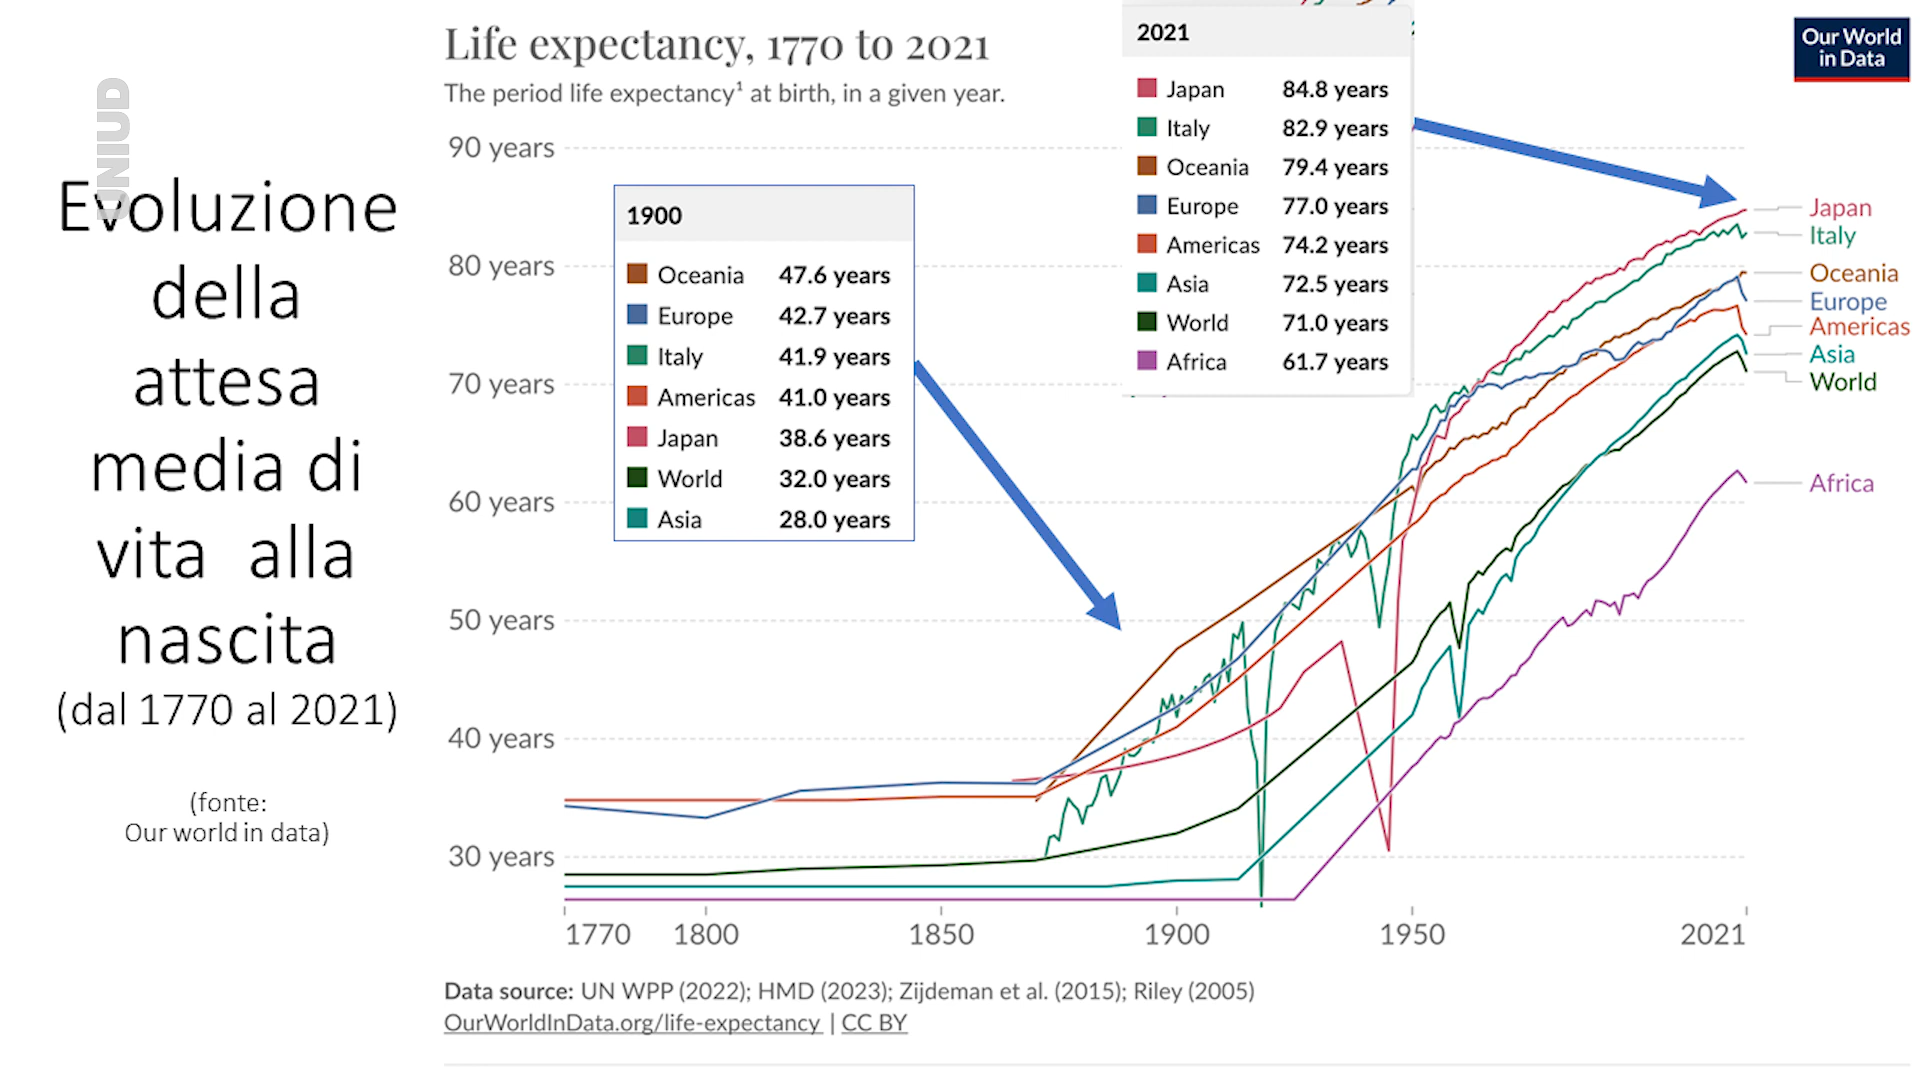 UNIUD
Evoluzione
della
attesa
media di
vita alla
nascita
(dal 1770 al 2021)
(fonte:
Our world in data)
Life expectancy, 1770 to 2021
The period life expectancy¹ at birth, in a given year.
Our World
in Data
90 years
80 years
70 years
60 years
50 years
40 years
30 years
1900
Oceania 47.6 years
Europe 42.7 years
Italy 41.9 years
Americas 41.0 years
Japan 38.6 years
World 32.0 years
Asia 28.0 years
2021
Japan 84.8 years
Italy 82.9 years
Oceania 79.4 years
Europe 77.0 years
Americas 74.2 years
Asia 72.5 years
World 71.0 years
Africa 61.7 years
Japan
Italy
Oceania
Europe
Americas
Asia
World
Africa
1770 1800 1850 1900 1950 2021
Data source: UN WPP (2022); HMD (2023); Zijdeman et al. (2015); Riley (2005)
OurWorldInData.org/life-expectancy | CC BY